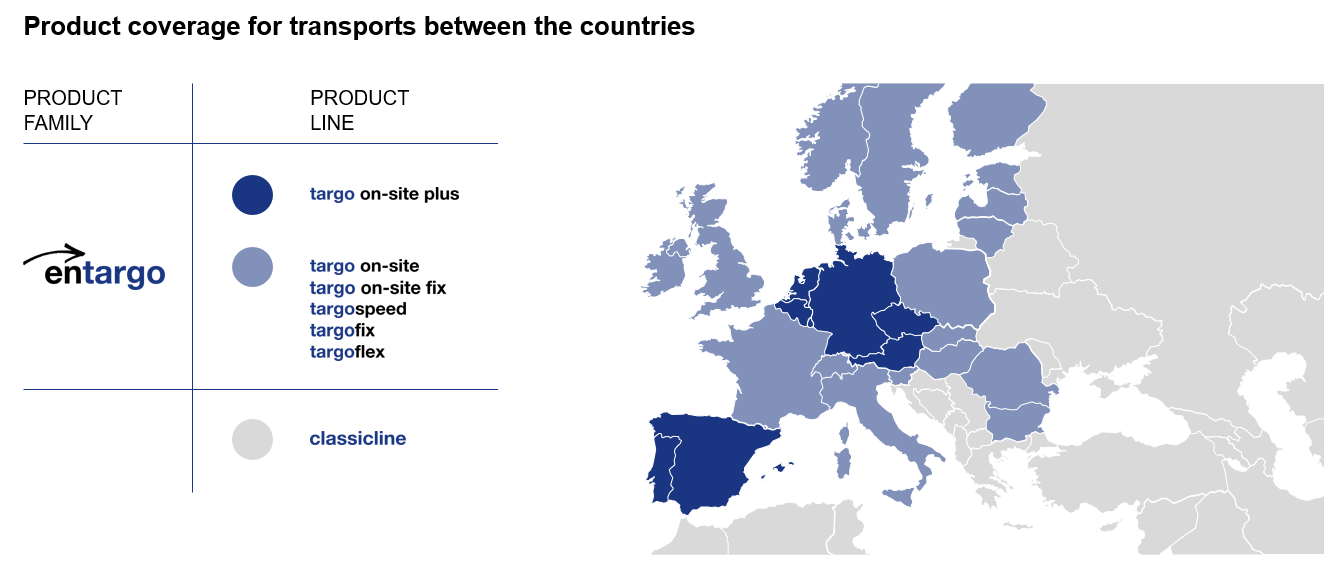 Product coverage for transports between the countries
PRODUCT
FAMILY
PRODUCT
LINE
targo on-site plus
entargo
targo on-site
targo on-site fix
targospeed
targofix
targoflex
classicline